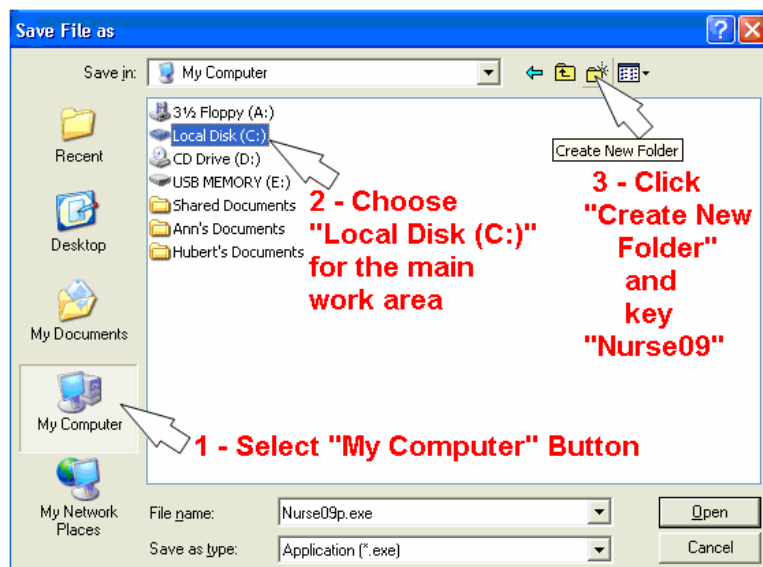 Save File as
Save in:
My Computer
3½ Floppy (A:)
Local Disk (C:)
CD Drive (D:)
USB MEMORY (E:)
Shared Documents
Ann's Documents
Hubert's Documents
Recent
Desktop
My Documents
My Computer
My Network
Places
Create New Folder
2 - Choose
"Local Disk (C:)"
for the main
work area
3 - Click
"Create New
Folder"
and
key
"Nurse09"
1 - Select "My Computer" Button
File name:
Nurse09p.exe
Open
Save as type:
Application (*.exe)
Cancel